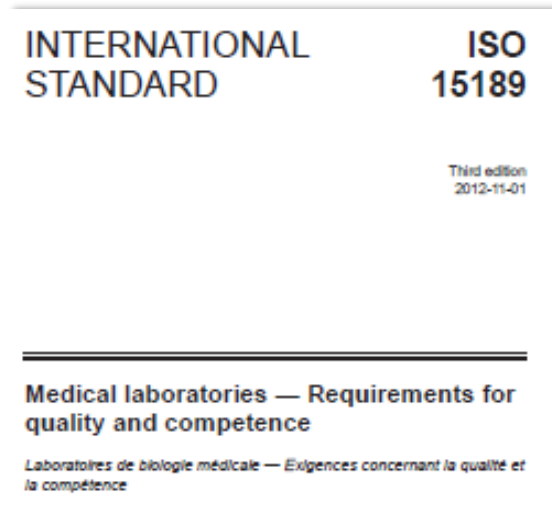 INTERNATIONAL STANDARD
ISO 15189
Third edition
2012-11-01
Medical laboratories — Requirements for
quality and competence
Laboratoires de biologie médicale — Exigences concernant la qualité et
la compétence